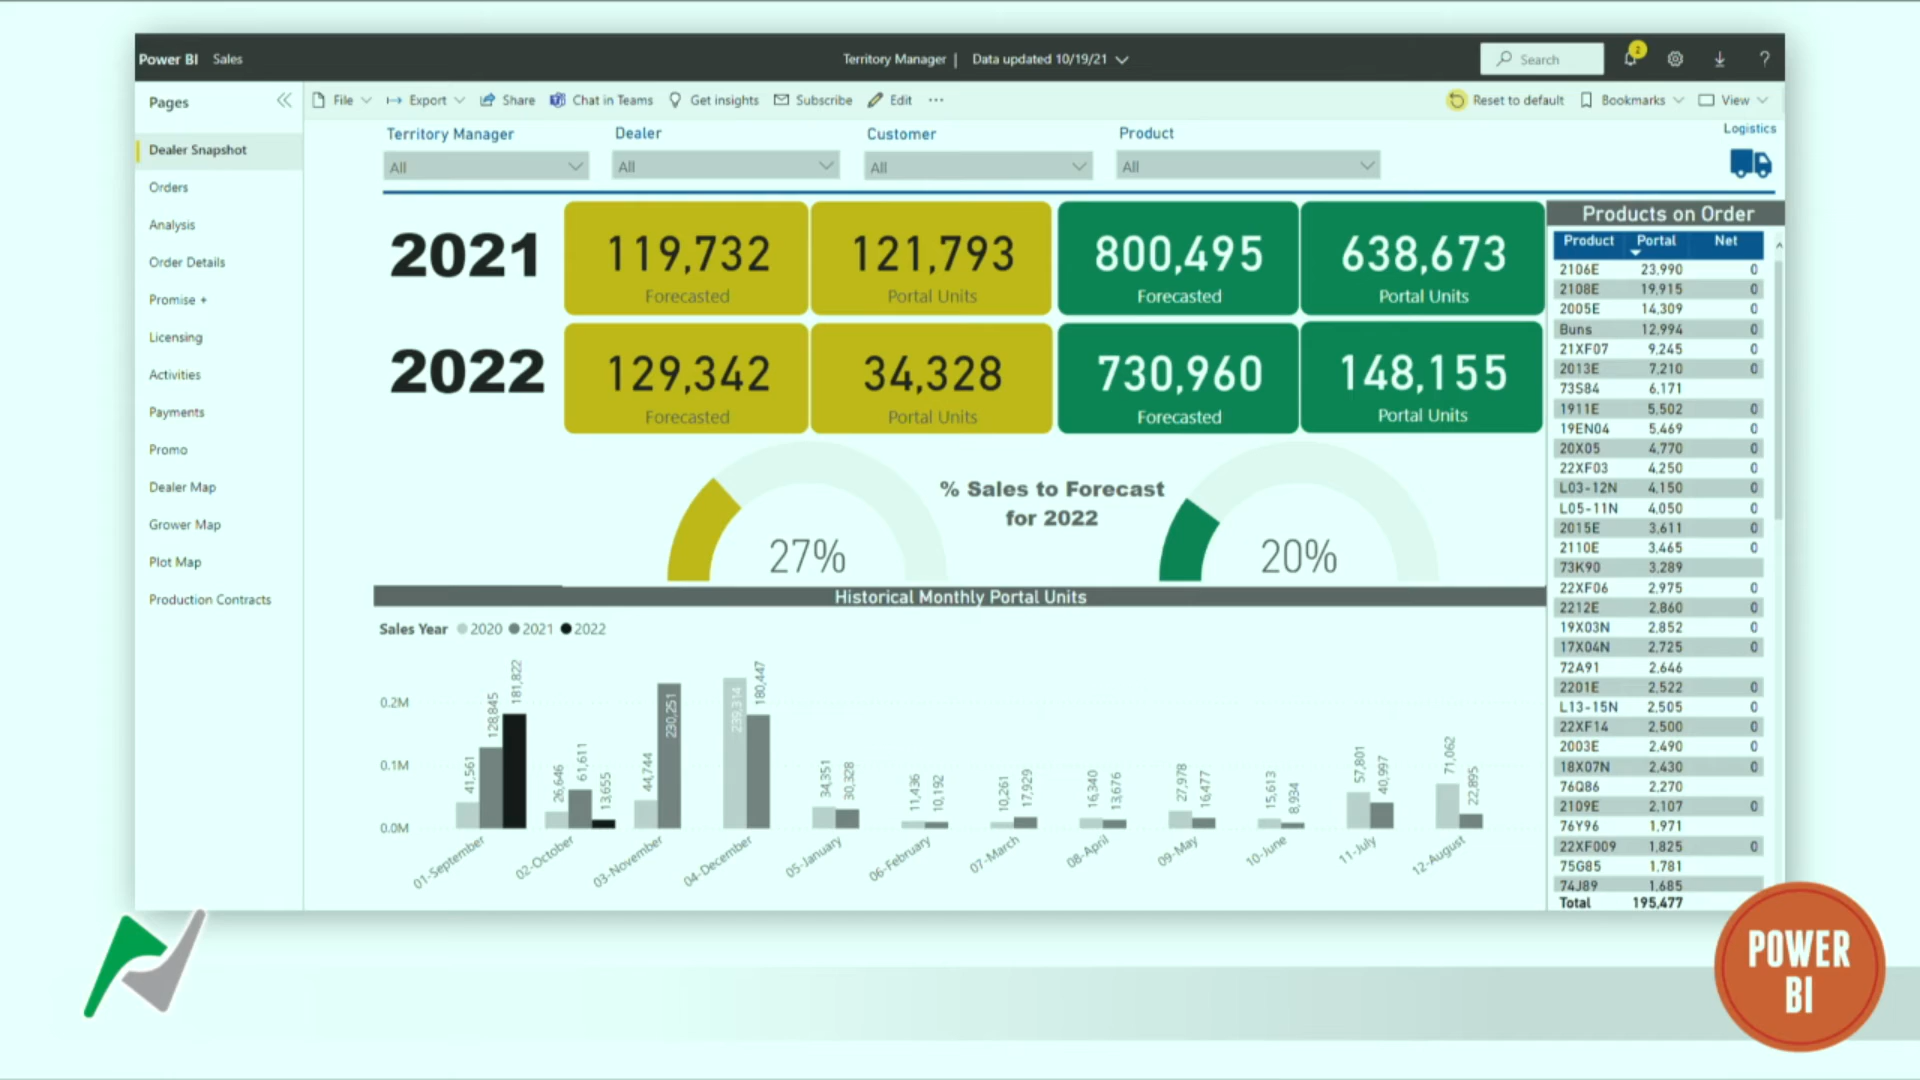 Power BI Sales
Territory Manager | Data updated 10/19/21
Search
2
?
Pages
File Export Share Chat in Teams Get insights Subscribe Edit ...
Reset to default Bookmarks View
Dealer Snapshot
Orders
Analysis
Order Details
Promise +
Licensing
Activities
Payments
Promo
Dealer Map
Grower Map
Plot Map
Production Contracts
Territory Manager Dealer Customer Product
All All All All
Logistics
2021
119,732 121,793 800,495 638,673
Forecasted Portal Units Forecasted Portal Units
2022
129,342 34,328 730,960 148,155
Forecasted Portal Units Forecasted Portal Units
% Sales to Forecast
for 2022
27% 20%
Historical Monthly Portal Units
Sales Year 2020 2021 2022
0.2M
0.1M
0.0M
41,561 128,845 181,822
26,646 61,611 13,655
44,744 230,251
239,314 180,447
34,351 30,328
11,436 10,192
10,261 17,929
16,340 13,676
27,978 16,477
15,613 8,934
57,801 40,997
71,062 22,895
01-September 02-October 03-November 04-December 05-January 06-February 07-March 08-April 09-May 10-June 11-July 12-August
Products on Order
Product Portal Net
2106E 23,990 0
2108E 19,915 0
2005E 14,309 0
Buns 12,994 0
21XF07 9,245 0
2013E 7,210 0
73S84 6,171
1911E 5,502 0
19EN04 5,469 0
20X05 4,770 0
22XF03 4,250 0
L03-12N 4,150 0
L05-11N 4,050 0
2015E 3,611 0
2110E 3,465 0
73K90 3,289
22XF06 2,975 0
2212E 2,860 0
19X03N 2,852 0
17X04N 2,725 0
72A91 2,646
2201E 2,522 0
L13-15N 2,505 0
22XF14 2,500 0
2003E 2,490 0
18X07N 2,430 0
76Q86 2,270
2109E 2,107 0
76Y96 1,971
22XF009 1,825 0
75G85 1,781
74J89 1,685
Total 195,477
POWER
BI